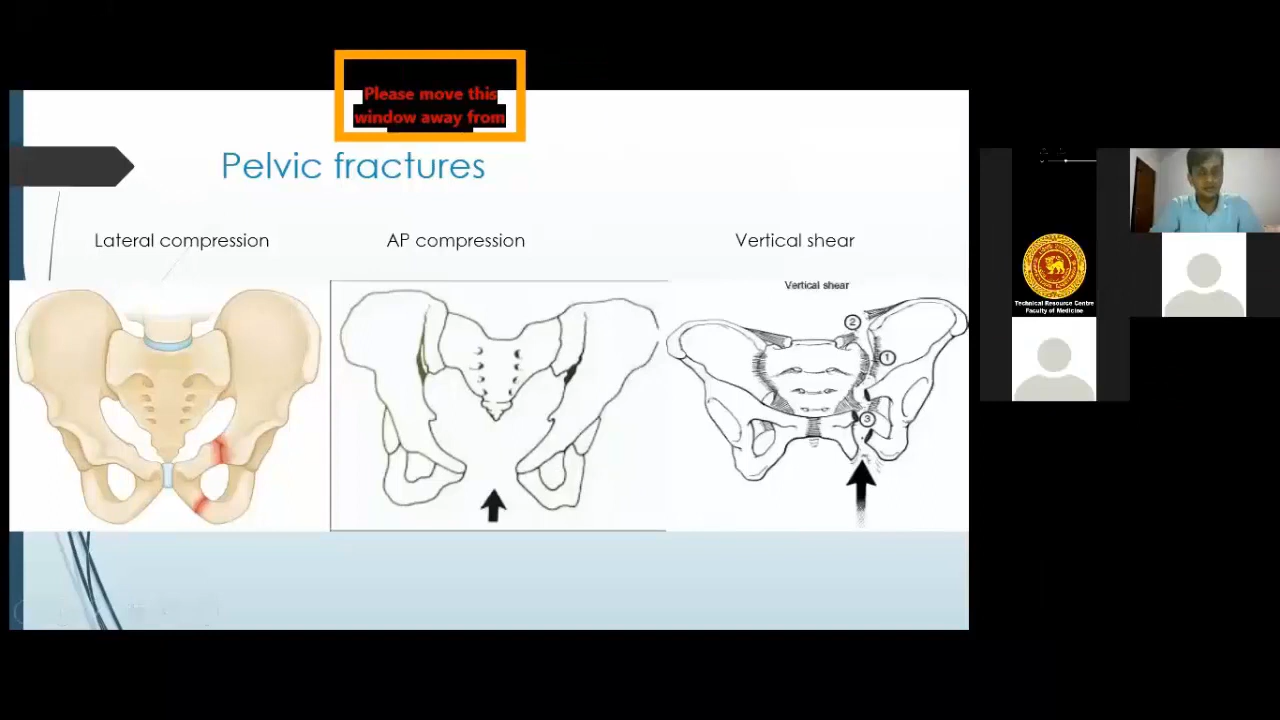 Please move this
window away from
Pelvic fractures
Lateral compression
AP compression
Vertical shear
Vertical shear
2
1
3
Technical Resource Centre
Faculty of Medicine